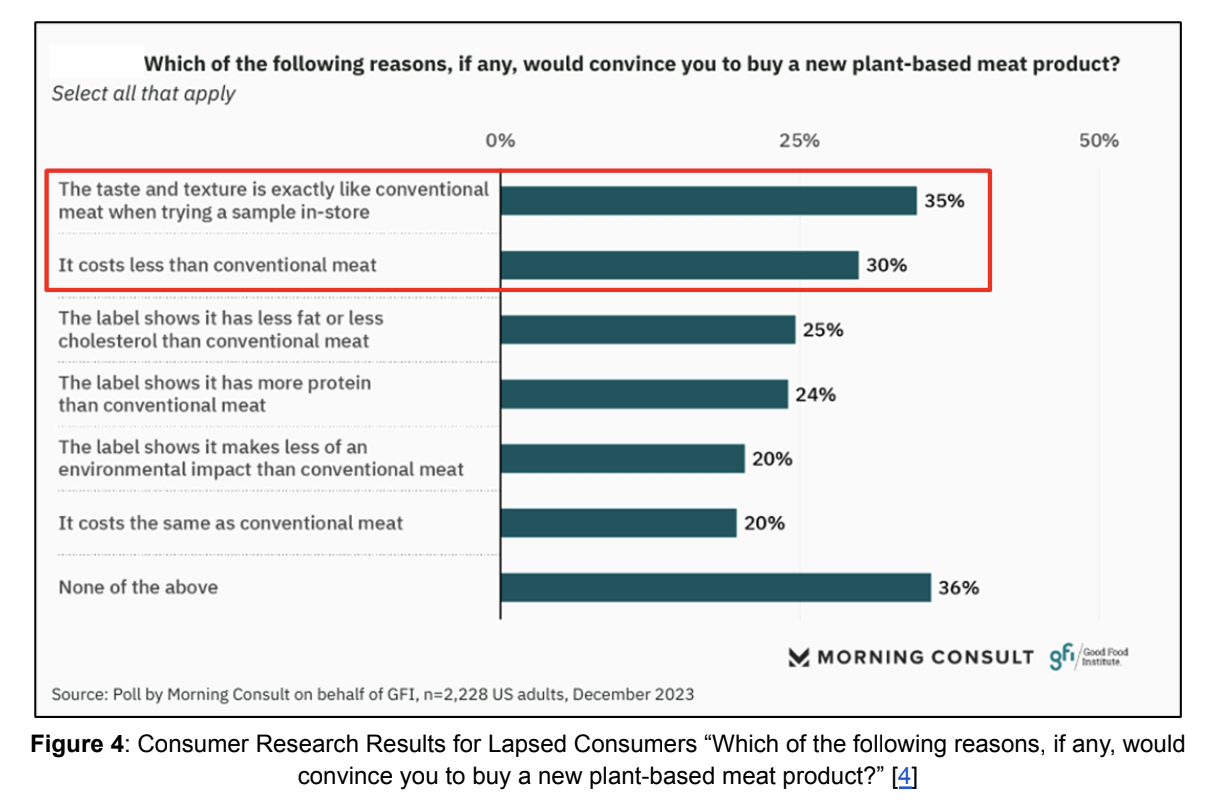 Which of the following reasons, if any, would convince you to buy a new plant-based meat product?
Select all that apply
0% 25% 50%
The taste and texture is exactly like conventional
meat when trying a sample in-store
35%
It costs less than conventional meat
30%
The label shows it has less fat or less
cholesterol than conventional meat
25%
The label shows it has more protein
than conventional meat
24%
The label shows it makes less of an
environmental impact than conventional meat
20%
It costs the same as conventional meat
20%
None of the above
36%
MORNING CONSULT
gfi/Good Food
Institute.
Source: Poll by Morning Consult on behalf of GFI, n=2,228 US adults, December 2023
Figure 4: Consumer Research Results for Lapsed Consumers “Which of the following reasons, if any, would
convince you to buy a new plant-based meat product?” [4]